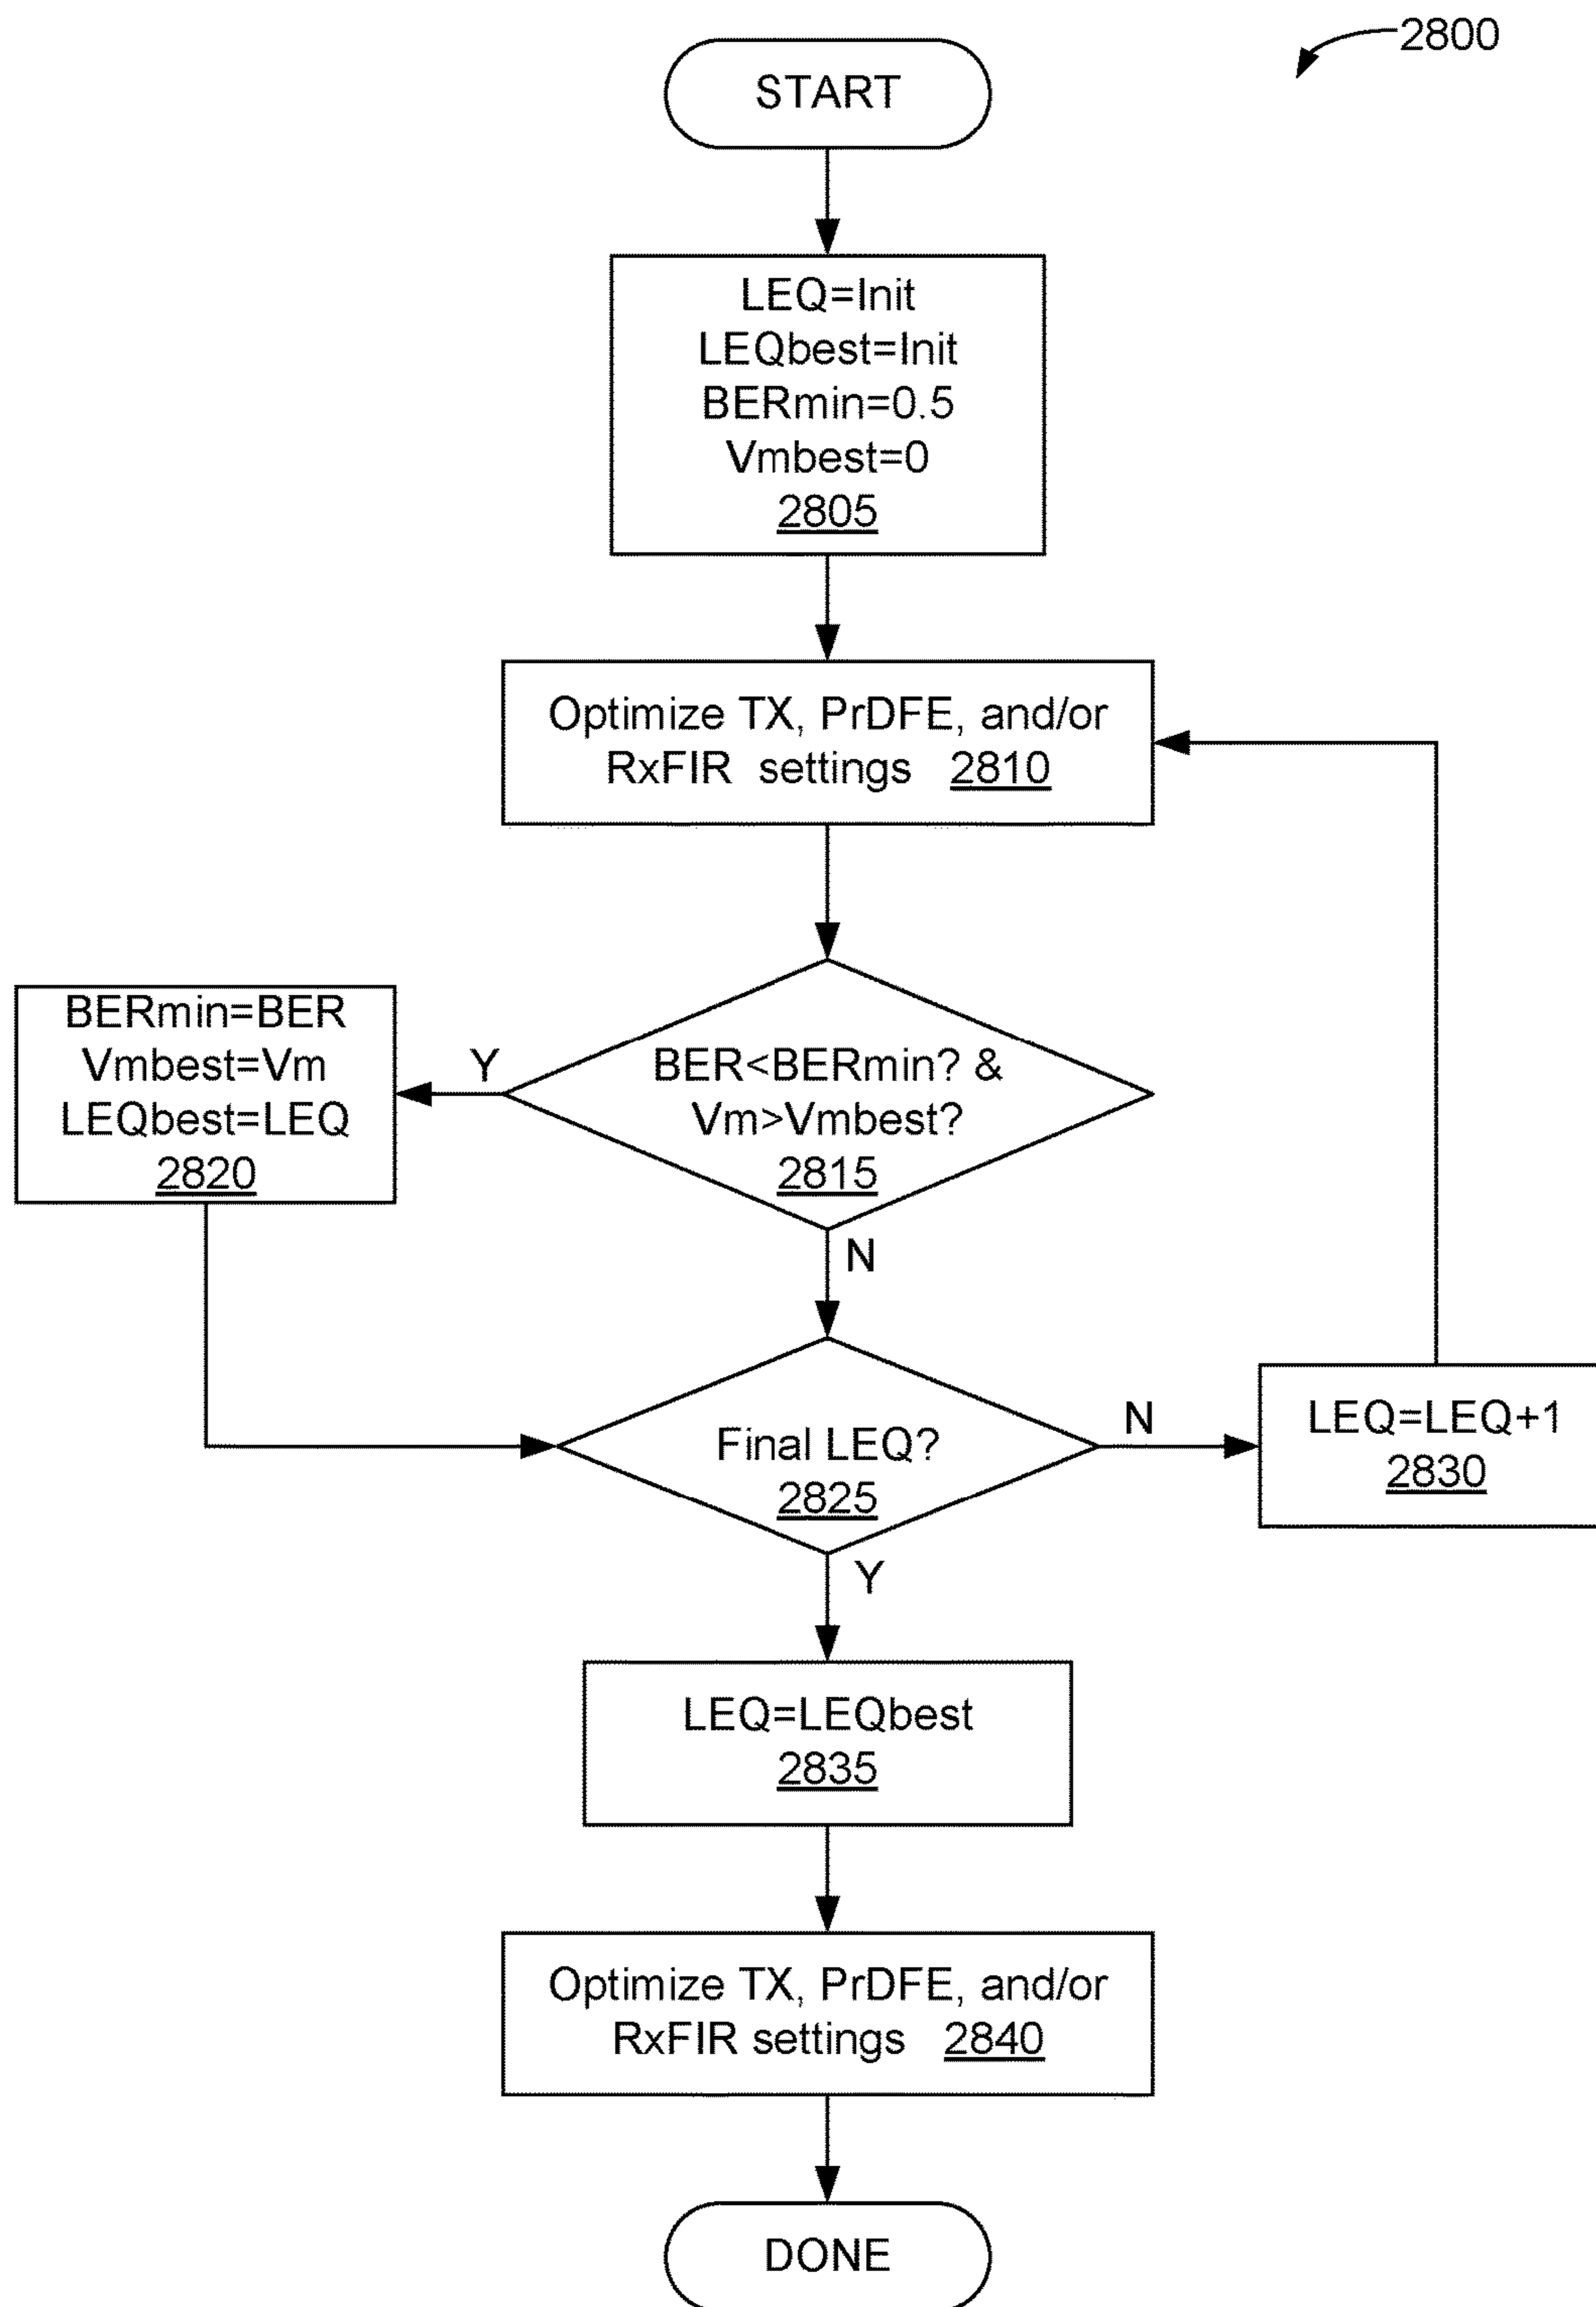 2800
START
LEQ=Init
LEQbest=Init
BERmin=0.5
Vmbest=0
2805
Optimize TX, PrDFE, and/or
RxFIR settings 2810
BER<BERmin? &
Vm>Vmbest?
2815
Y
BERmin=BER
Vmbest=Vm
LEQbest=LEQ
2820
N
Final LEQ?
2825
N
LEQ=LEQ+1
2830
Y
LEQ=LEQbest
2835
Optimize TX, PrDFE, and/or
RxFIR settings 2840
DONE